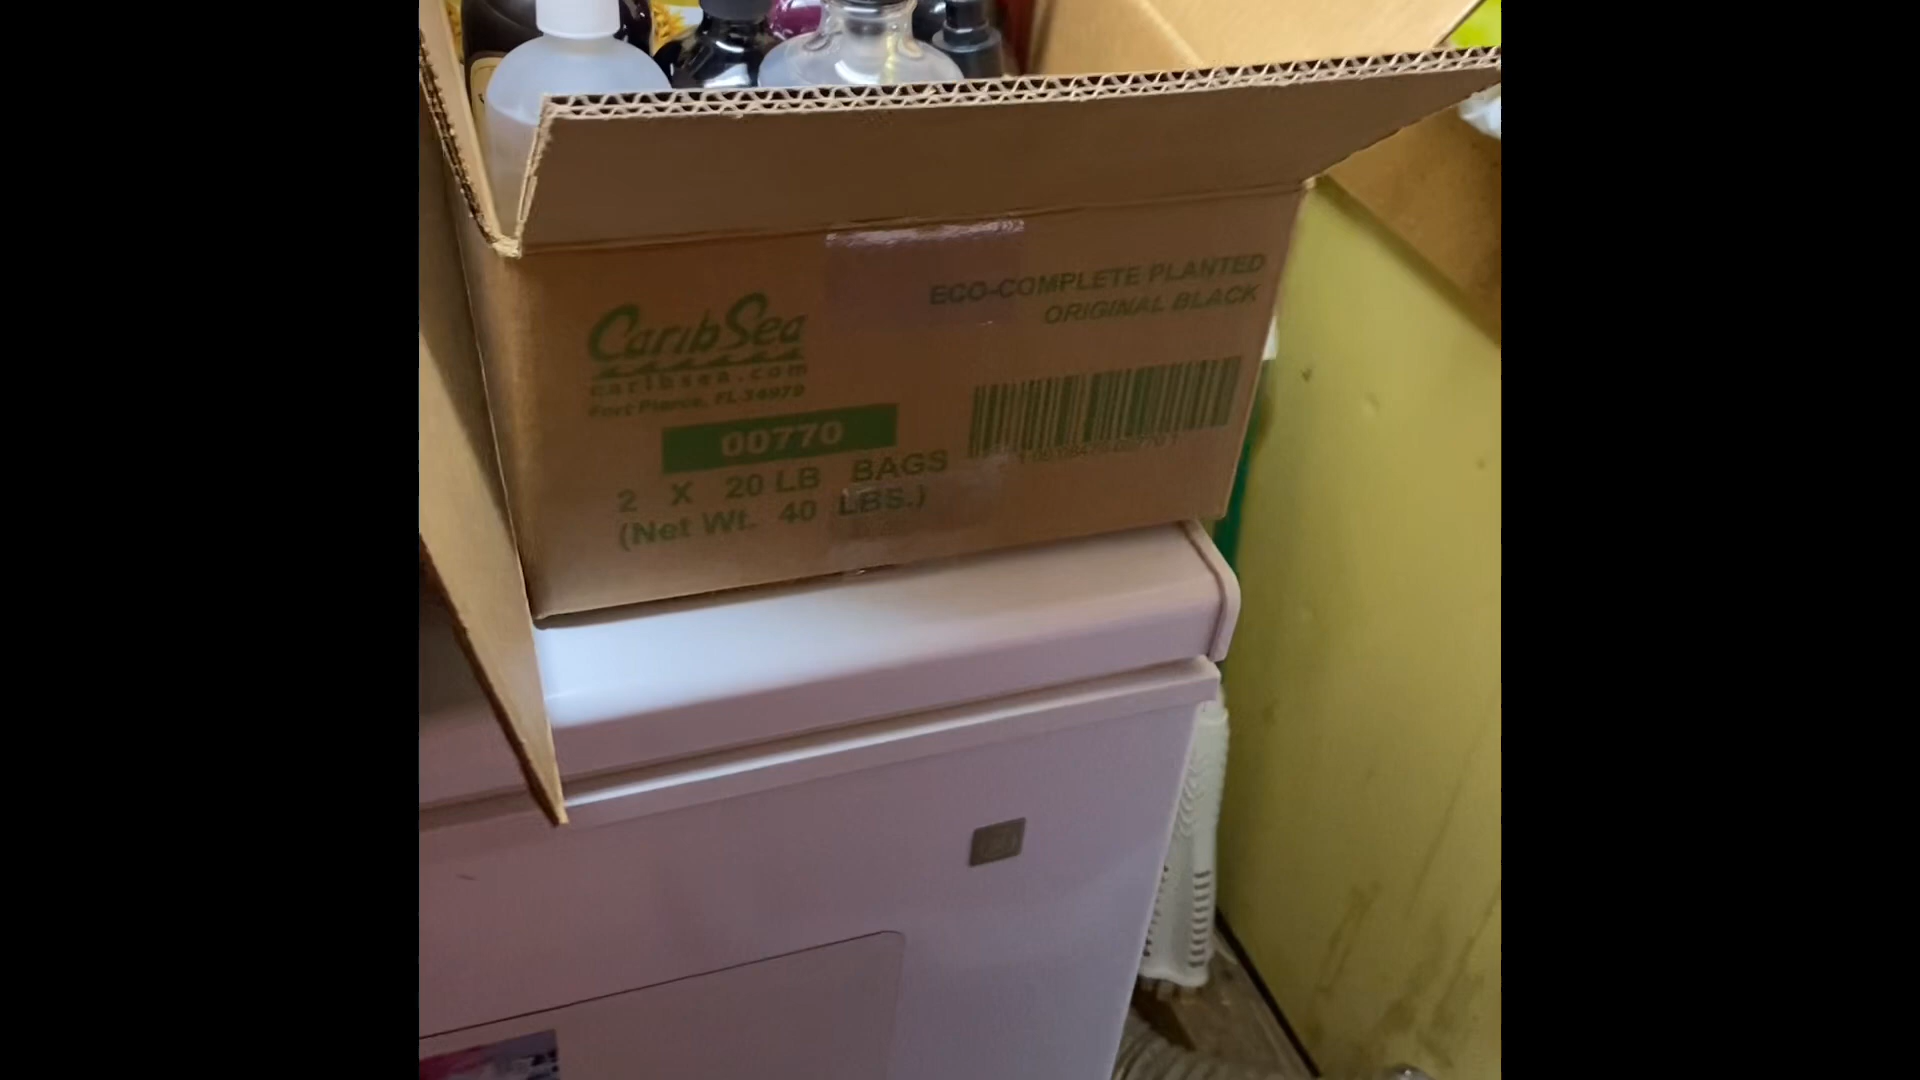 CaribSea
caribsea.com
Fort Pierce, FL 34979
ECO-COMPLETE PLANTED
ORIGINAL BLACK
00770
2 X 20 LB BAGS
(Net Wt. 40 LBS.)